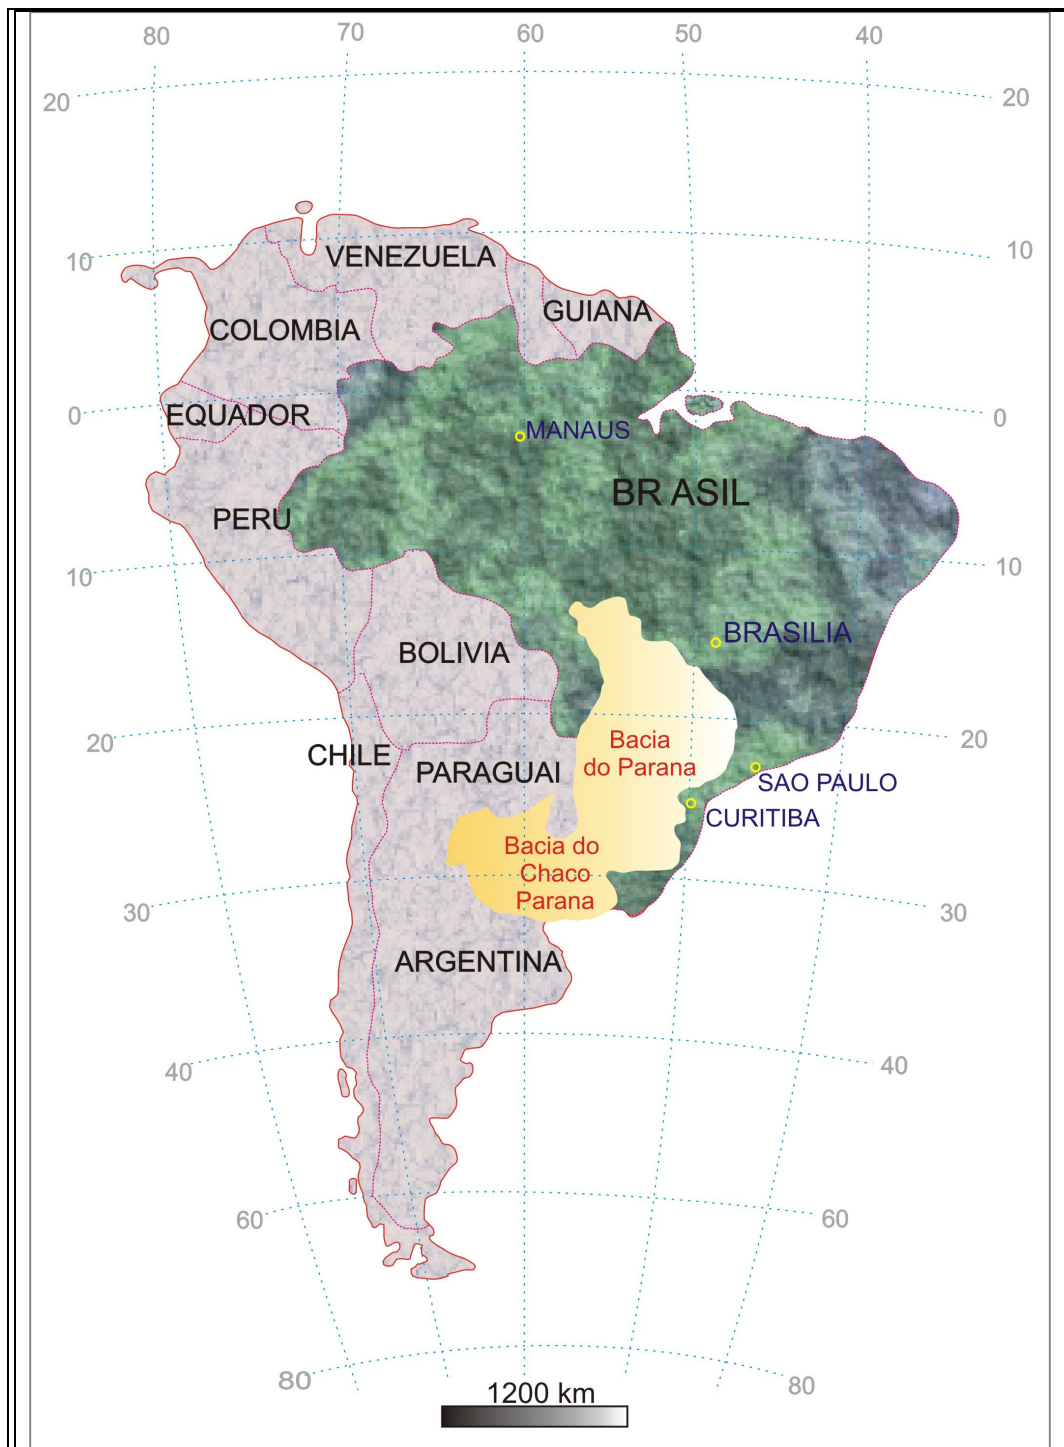 80 70 60 50 40
20 20
10 10
VENEZUELA
GUIANA
COLOMBIA
0 0
EQUADOR
MANAUS
BR ASIL
PERU
10 10
BRASILIA
BOLIVIA
20 20
Bacia
do Parana
CHILE
PARAGUAI
SAO PAULO
CURITIBA
Bacia do
Chaco
Parana
30 30
ARGENTINA
40 40
60 60
80 80
1200 km